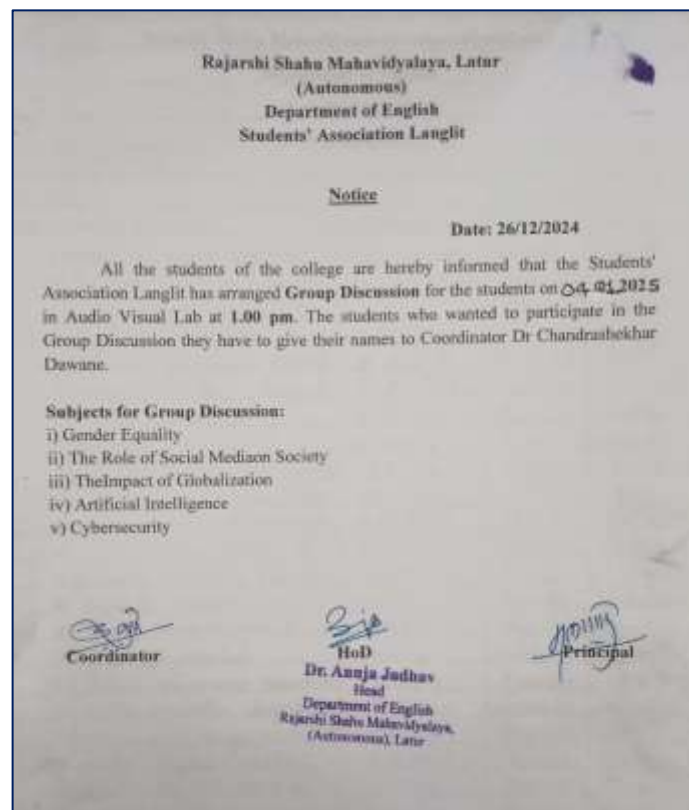 Rajarshi Shahu Mahavidyalaya, Latur
(Autonomous)
Department of English
Students' Association Langlit
Notice
Date: 26/12/2024
All the students of the college are hereby informed that the Students'
Association Langlit has arranged Group Discussion for the students on 04.01.2025
in Audio Visual Lab at 1.00 pm. The students who wanted to participate in the
Group Discussion they have to give their names to Coordinator Dr Chandrashekhar
Dawane.
Subjects for Group Discussion:
i) Gender Equality
ii) The Role of Social Mediaon Society
iii) TheImpact of Globalization
iv) Artificial Intelligence
v) Cybersecurity
Coordinator
HoD
Principal
Dr. Anuja Jadhav
Head
Department of English
Rajarshi Shahu Mahavidyalaya,
(Autonomous), Latur